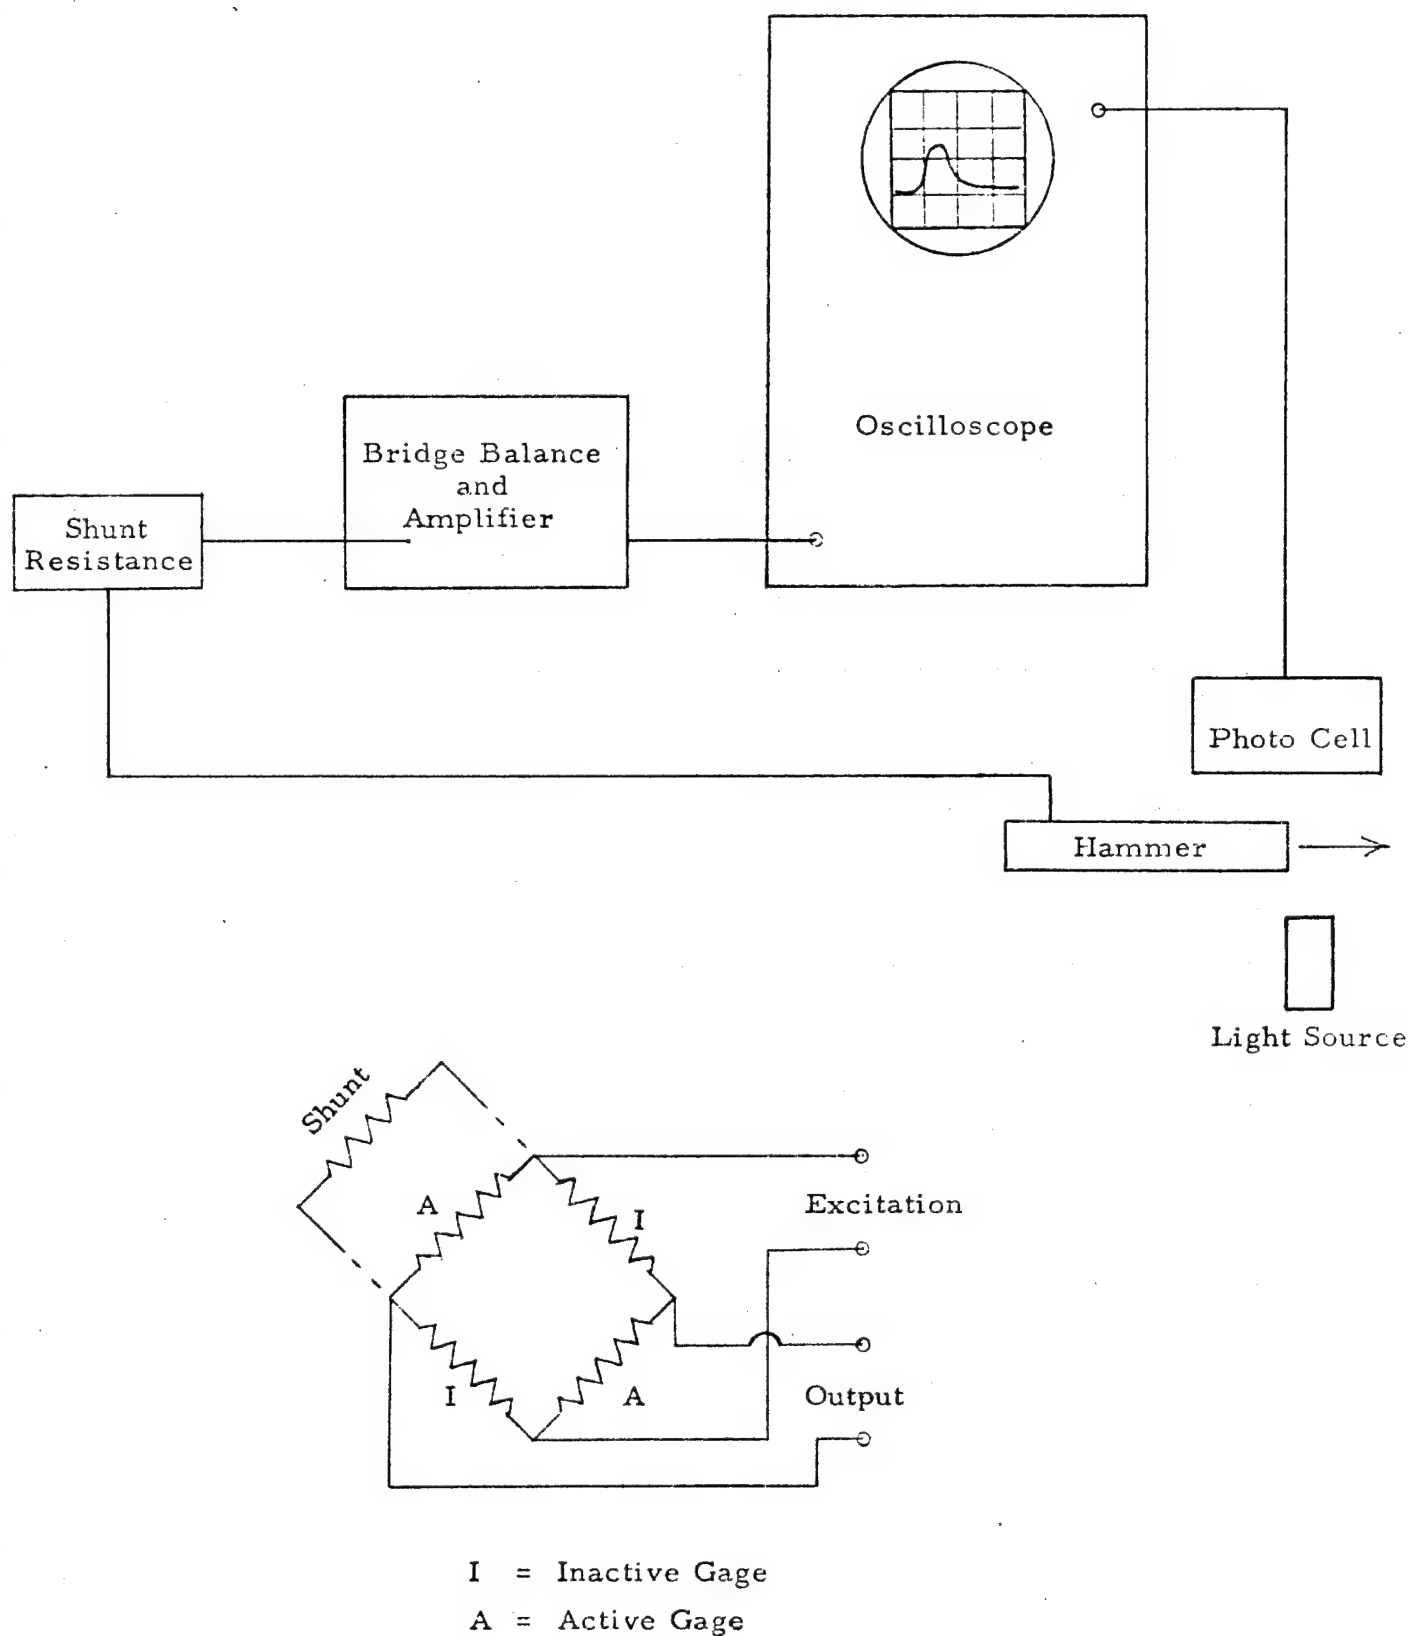 Oscilloscope
Bridge Balance
and
Amplifier
Shunt
Resistance
Photo Cell
Hammer
Light Source
Shunt
A
I
Excitation
I
A
Output
I = Inactive Gage
A = Active Gage